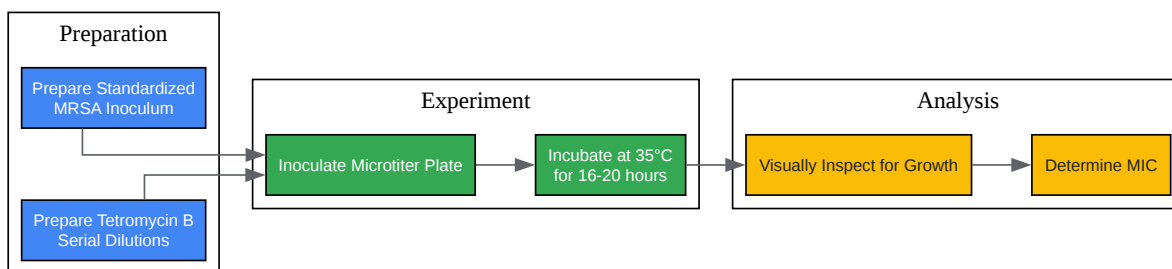 Preparation
Prepare Standardized
MRSA Inoculum
Prepare Tetromycin B
Serial Dilutions
Experiment
Inoculate Microtiter Plate
Incubate at 35°C
for 16-20 hours
Analysis
Visually Inspect for Growth
Determine MIC